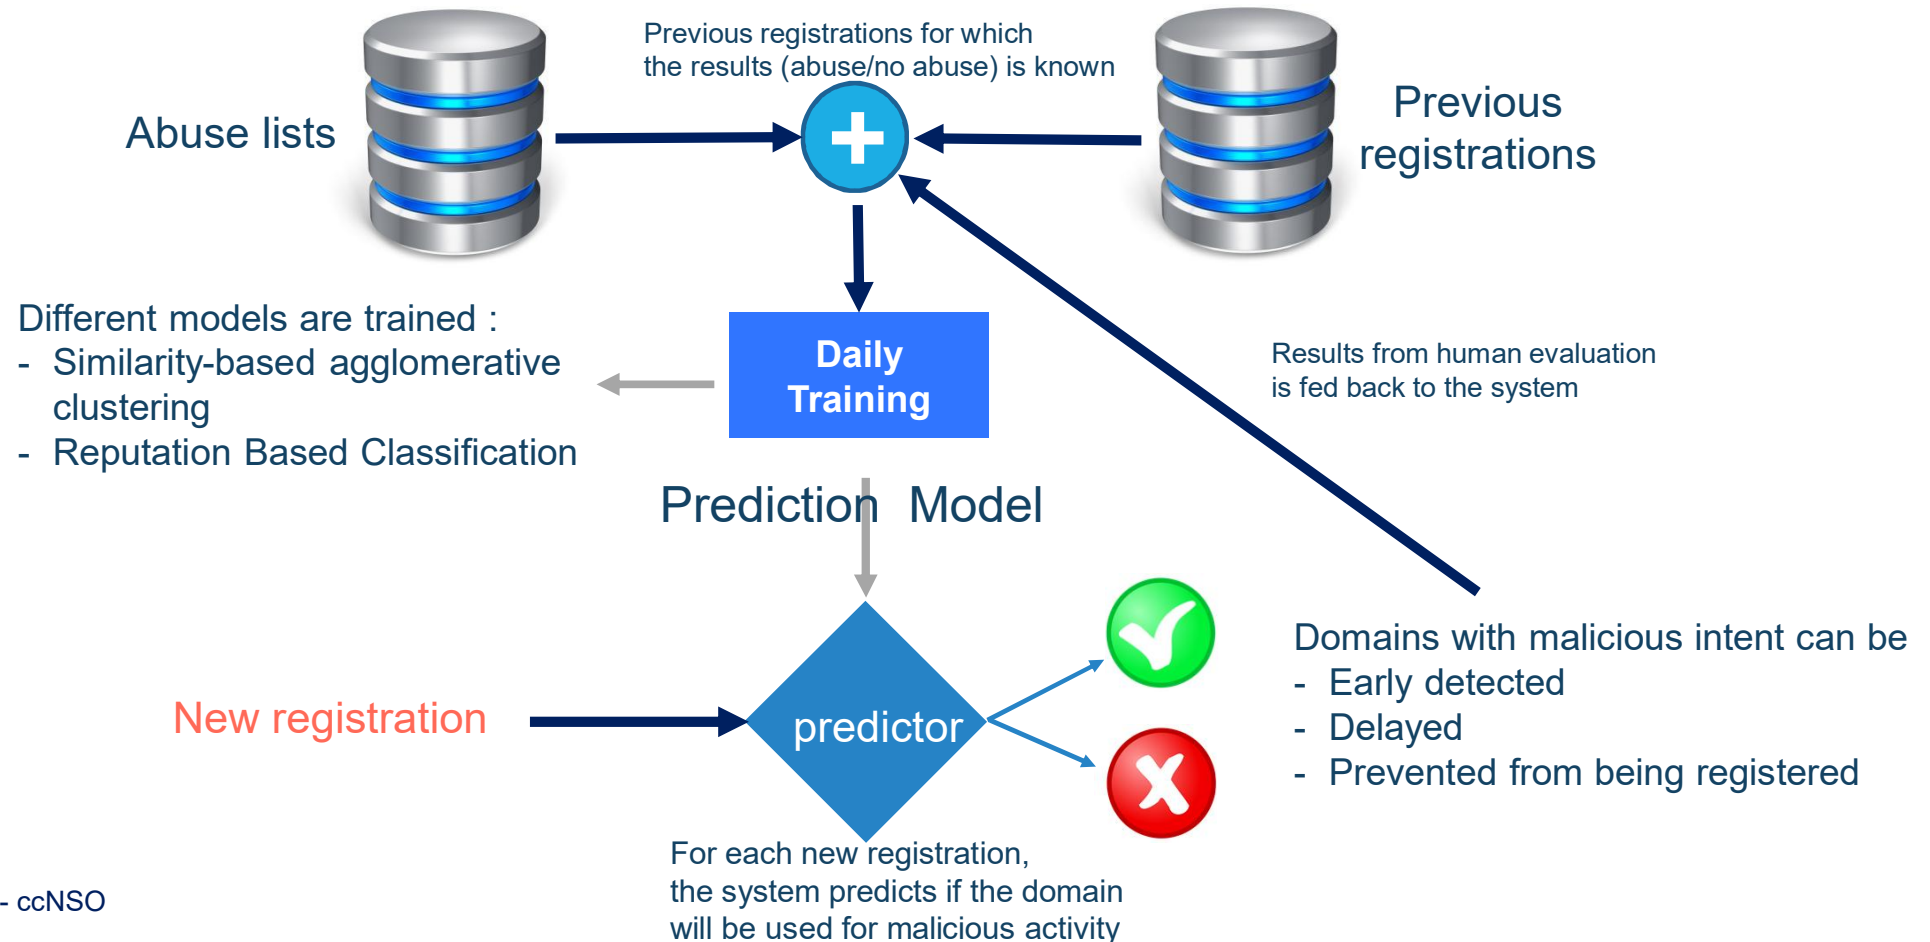 Previous registrations for which
the results (abuse/no abuse) is known
Abuse lists
Previous
registrations
Different models are trained :
- Similarity-based agglomerative
clustering
- Reputation Based Classification
Daily
Training
Results from human evaluation
is fed back to the system
Prediction Model
New registration
predictor
Domains with malicious intent can be
- Early detected
- Delayed
- Prevented from being registered
For each new registration,
the system predicts if the domain
will be used for malicious activity
- ccNSO